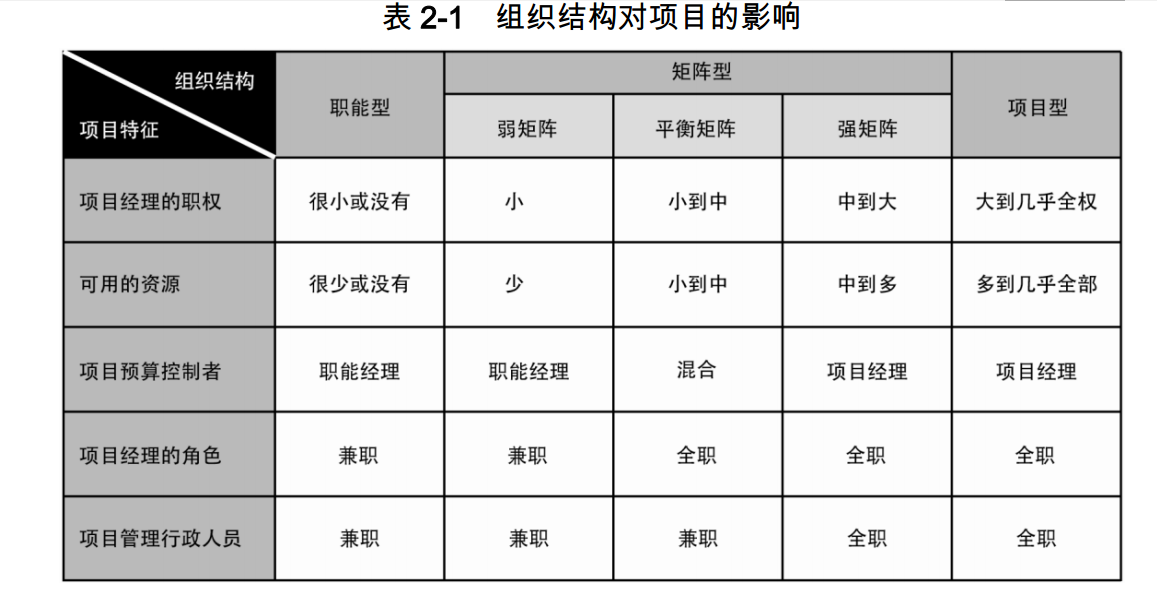 表 2-1 组织结构对项目的影响
组织结构
项目特征
职能型
矩阵型
项目型
弱矩阵
平衡矩阵
强矩阵
项目经理的职权 很小或没有 小 小到中 中到大 大到几乎全权
可用的资源 很少或没有 少 小到中 中到多 多到几乎全部
项目预算控制者 职能经理 职能经理 混合 项目经理 项目经理
项目经理的角色 兼职 兼职 全职 全职 全职
项目管理行政人员 兼职 兼职 兼职 全职 全职